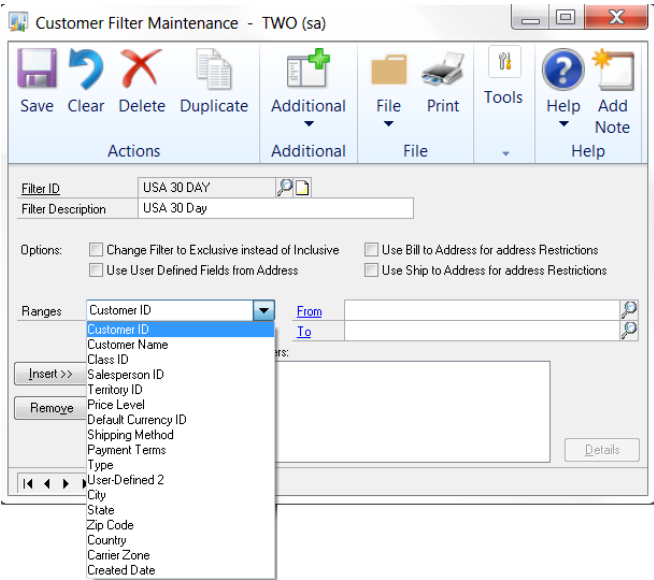 Customer Filter Maintenance - TWO (sa)
Save Clear Delete Duplicate Additional File Print Tools Help Add Note
Actions Additional File Help
Filter ID USA 30 DAY
Filter Description USA 30 Day
Options: Change Filter to Exclusive instead of Inclusive Use Bill to Address for address Restrictions
Use User Defined Fields from Address Use Ship to Address for address Restrictions
Ranges Customer ID From
To
Customer ID
Customer Name
Class ID
Salesperson ID
Territory ID
Price Level
Default Currency ID
Shipping Method
Payment Terms
Type
User-Defined 2
City
State
Zip Code
Country
Carrier Zone
Created Date
Insert >>
Remove
Details